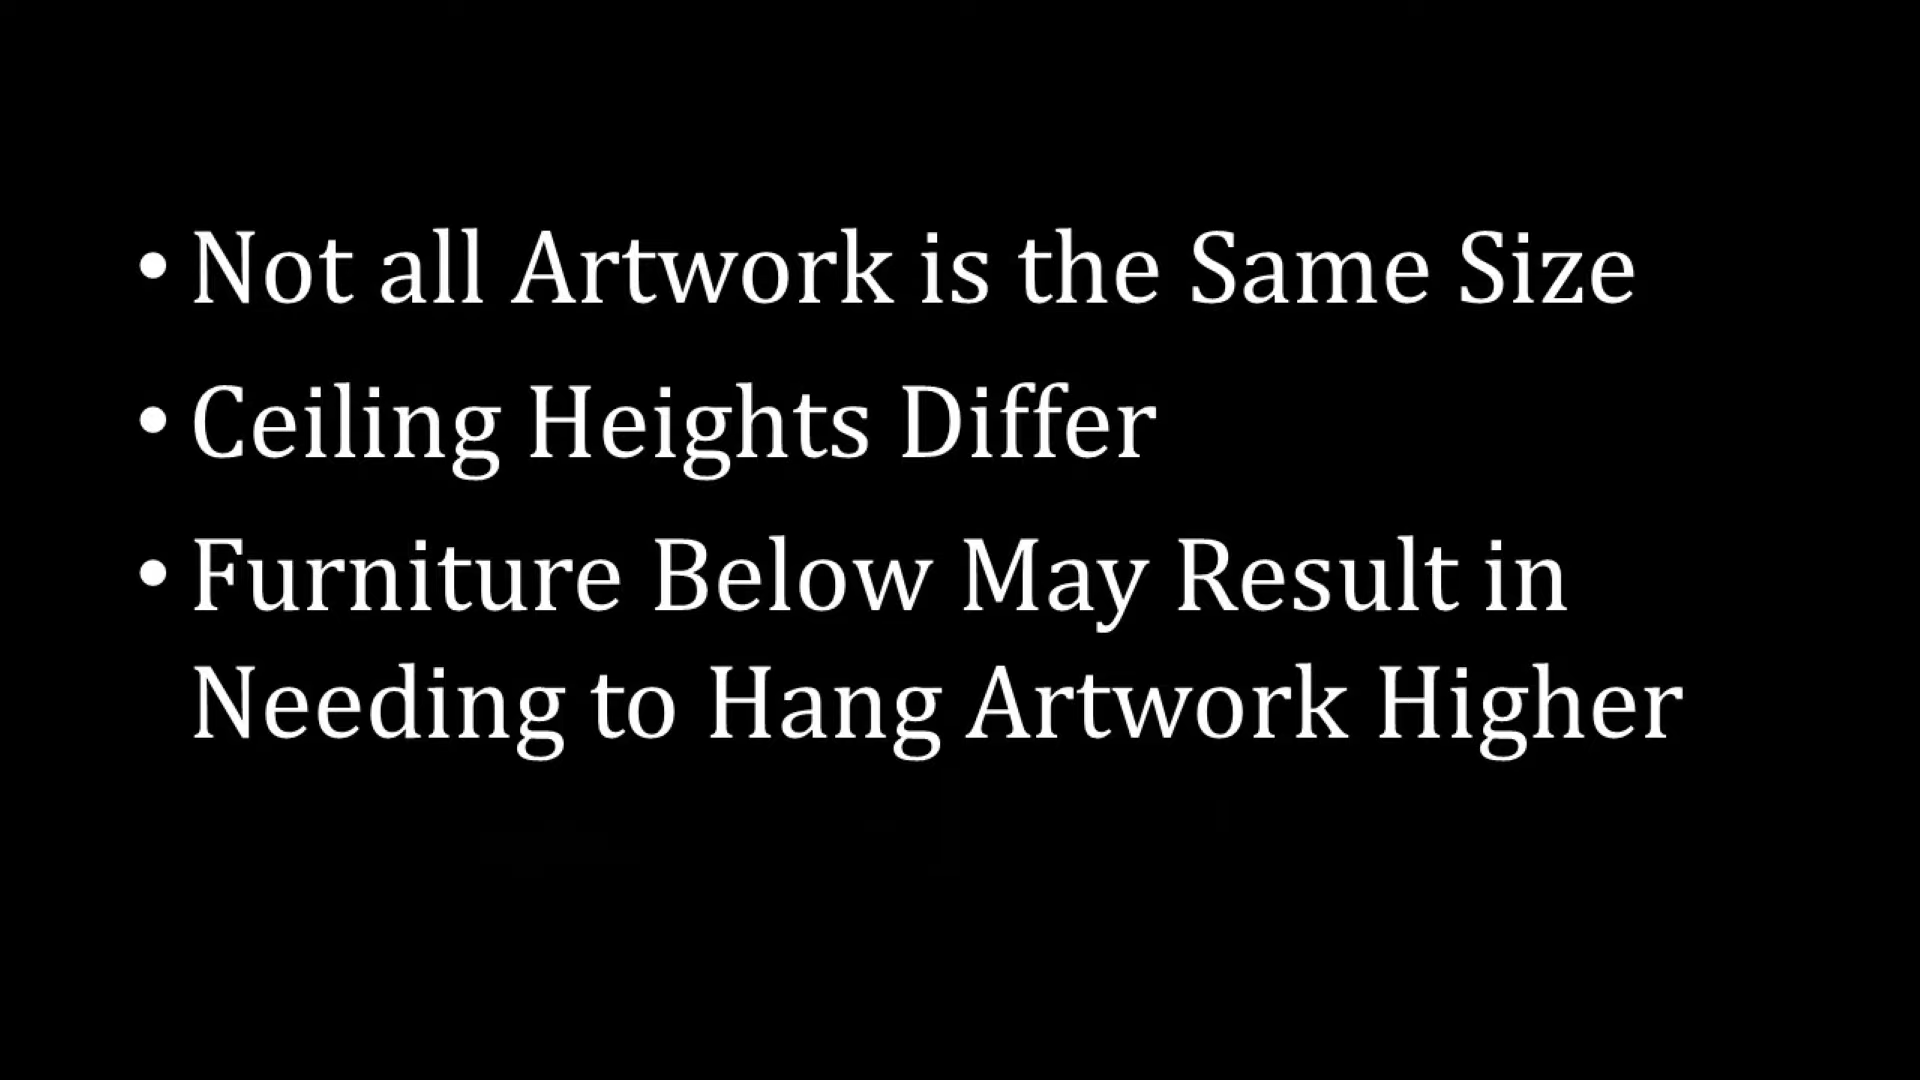 • Not all Artwork is the Same Size
• Ceiling Heights Differ
• Furniture Below May Result in
Needing to Hang Artwork Higher